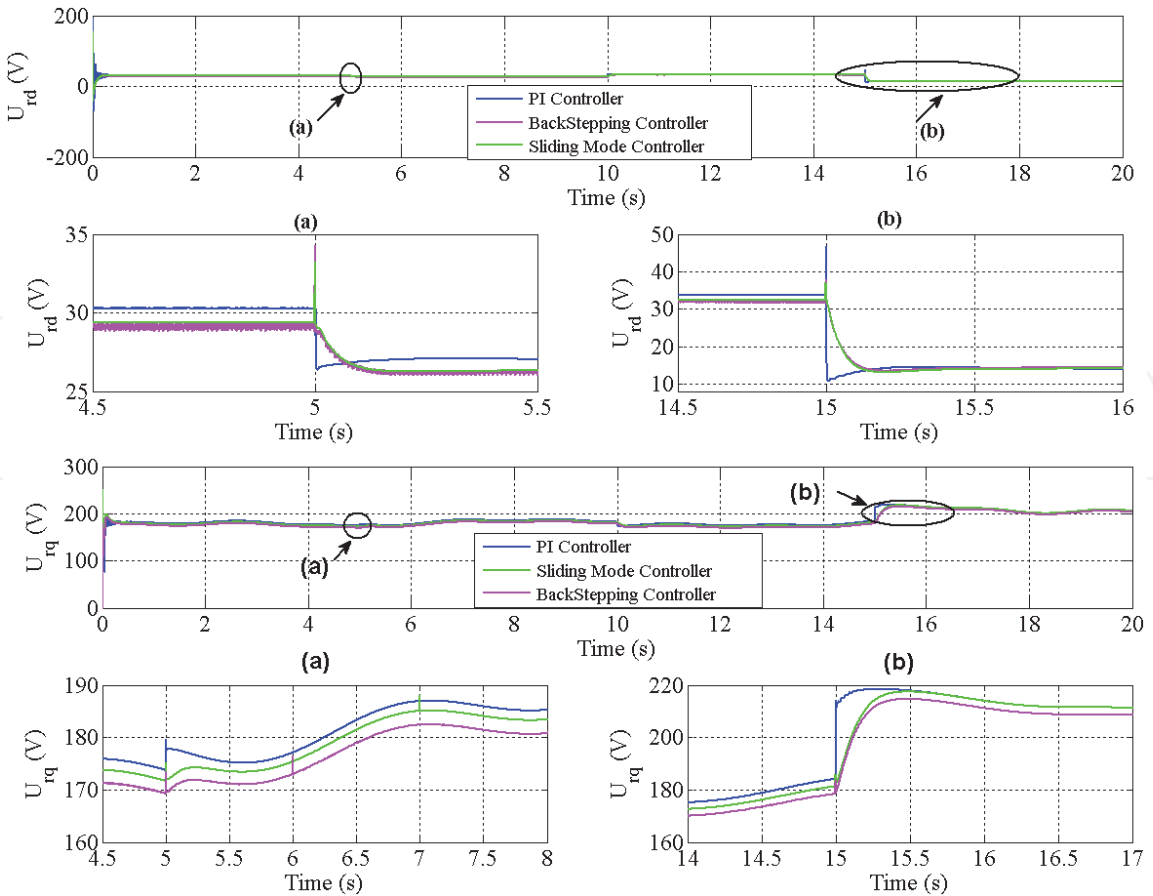 200
0
-200
U_rd (V)
(a)
(b)
PI Controller
BackStepping Controller
Sliding Mode Controller
0 2 4 6 8 10 12 14 16 18 20
Time (s)
(a)
35
30
25
U_rd (V)
4.5 5 5.5
Time (s)
(b)
50
40
30
20
10
U_rd (V)
14.5 15 15.5 16
Time (s)
300
200
100
0
U_rq (V)
(a)
(b)
PI Controller
Sliding Mode Controller
BackStepping Controller
0 2 4 6 8 10 12 14 16 18 20
Time (s)
(a)
190
180
170
160
U_rq (V)
4.5 5 5.5 6 6.5 7 7.5 8
Time (s)
(b)
220
200
180
160
U_rq (V)
14 14.5 15 15.5 16 16.5 17
Time (s)